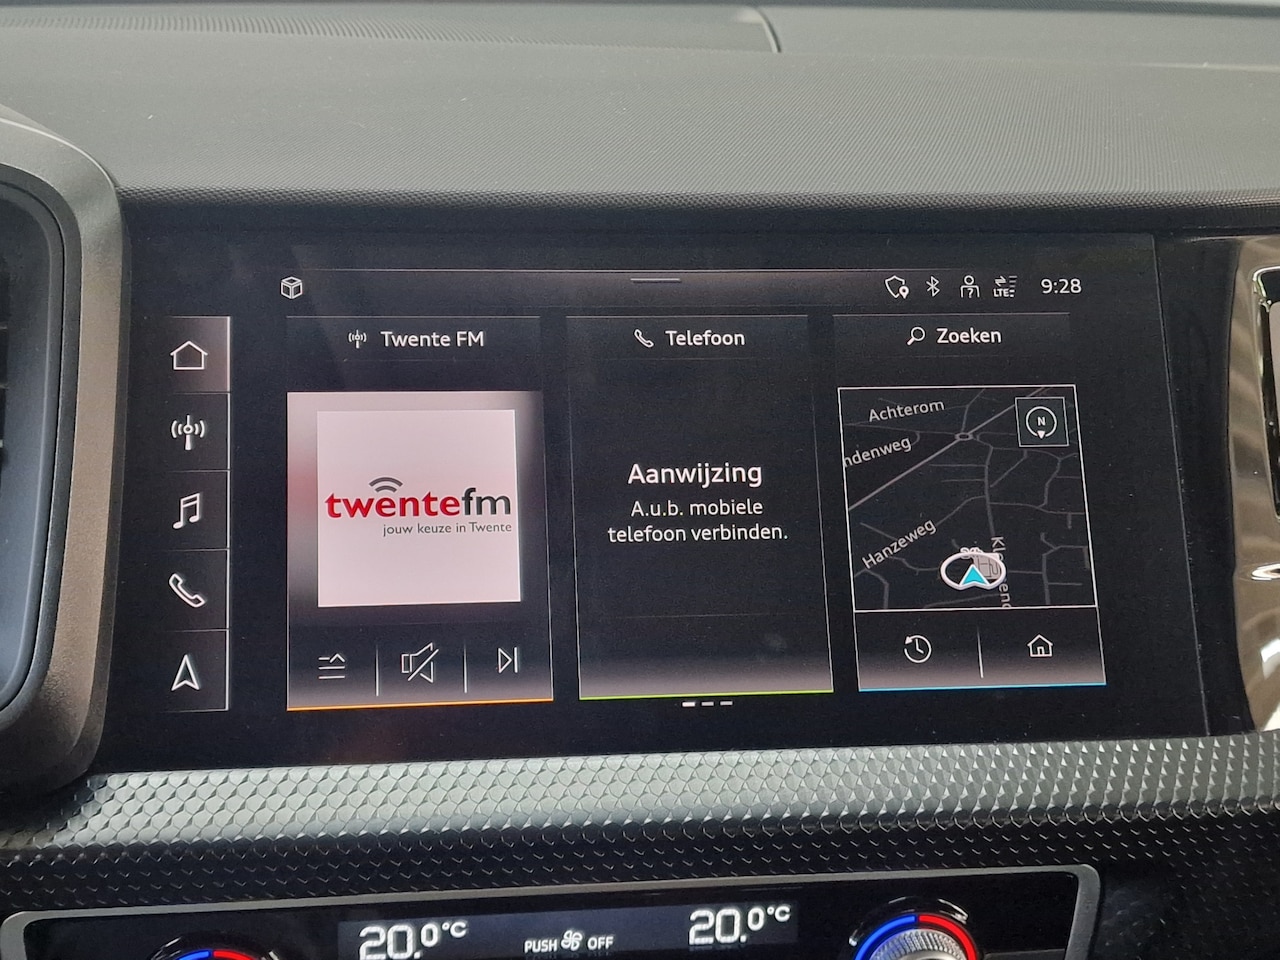 LTE
9:28
Twente FM
Telefoon
Zoeken
twentefm
jouw keuze in Twente
Aanwijzing
A.u.b. mobiele
telefoon verbinden.
Achterom
ndenweg
N
Hanzeweg
20.0°C
PUSH OFF
20.0°C